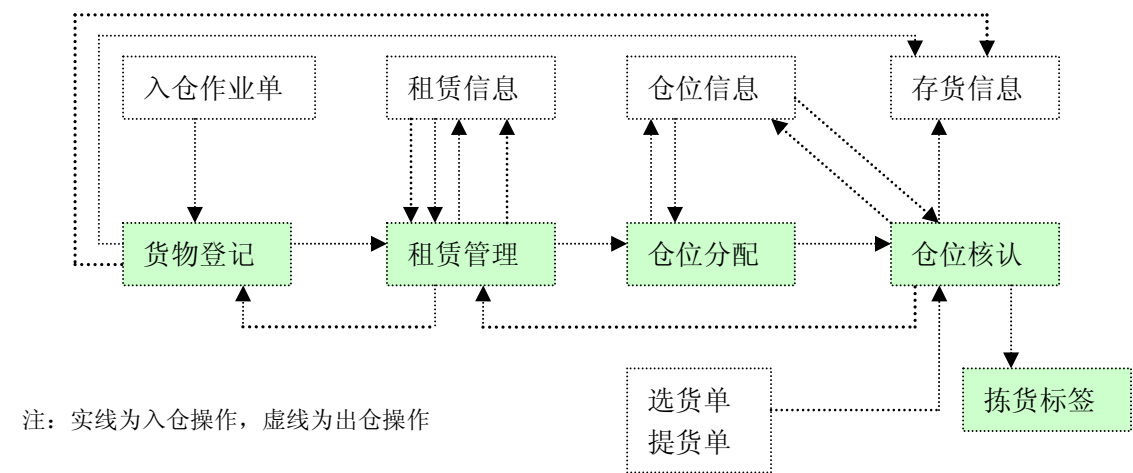 入仓作业单
租赁信息
仓位信息
存货信息
货物登记
租赁管理
仓位分配
仓位核认
选货单
提货单
拣货标签
注：实线为入仓操作，虚线为出仓操作